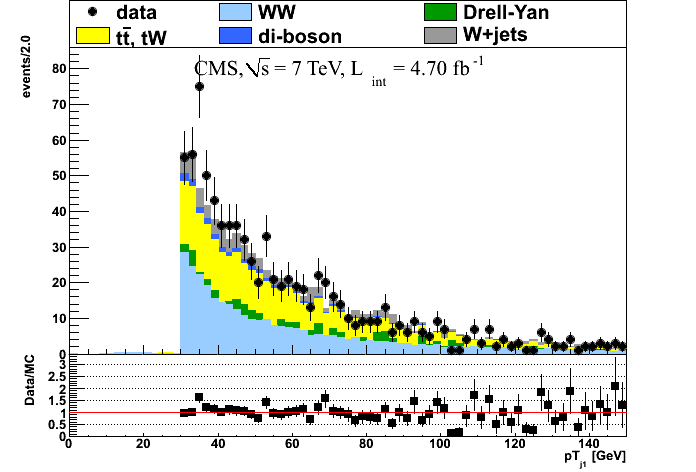 data WW Drell-Yan
tt̅, tW di-boson W+jets
events/2.0
CMS, √s = 7 TeV, L int = 4.70 fb⁻¹
80
70
60
50
40
30
20
10
0
Data/MC
3
2.5
2
1.5
1
0.5
0
0 20 40 60 80 100 120 140
pT j1 [GeV]